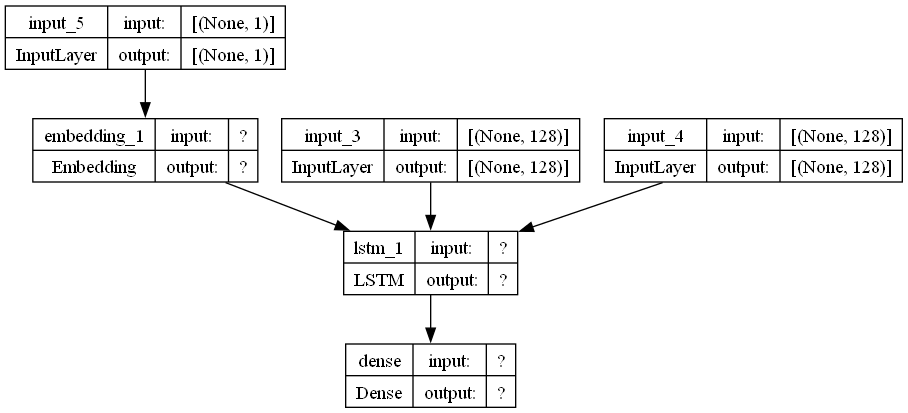 input_5 input: [(None, 1)]
InputLayer output: [(None, 1)]
embedding_1 input: ?
Embedding output: ?
input_3 input: [(None, 128)]
InputLayer output: [(None, 128)]
input_4 input: [(None, 128)]
InputLayer output: [(None, 128)]
lstm_1 input: ?
LSTM output: ?
dense input: ?
Dense output: ?